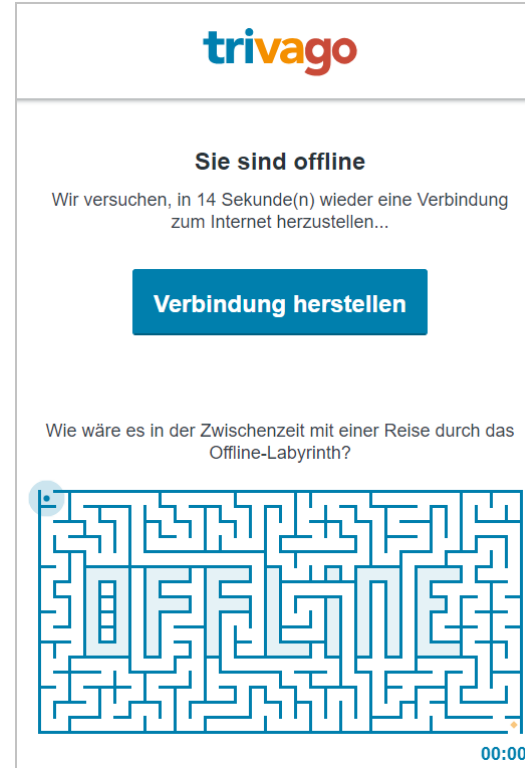 trivago
Sie sind offline
Wir versuchen, in 14 Sekunde(n) wieder eine Verbindung
zum Internet herzustellen...
Verbindung herstellen
Wie wäre es in der Zwischenzeit mit einer Reise durch das
Offline-Labyrinth?
OFFLINE
00:00